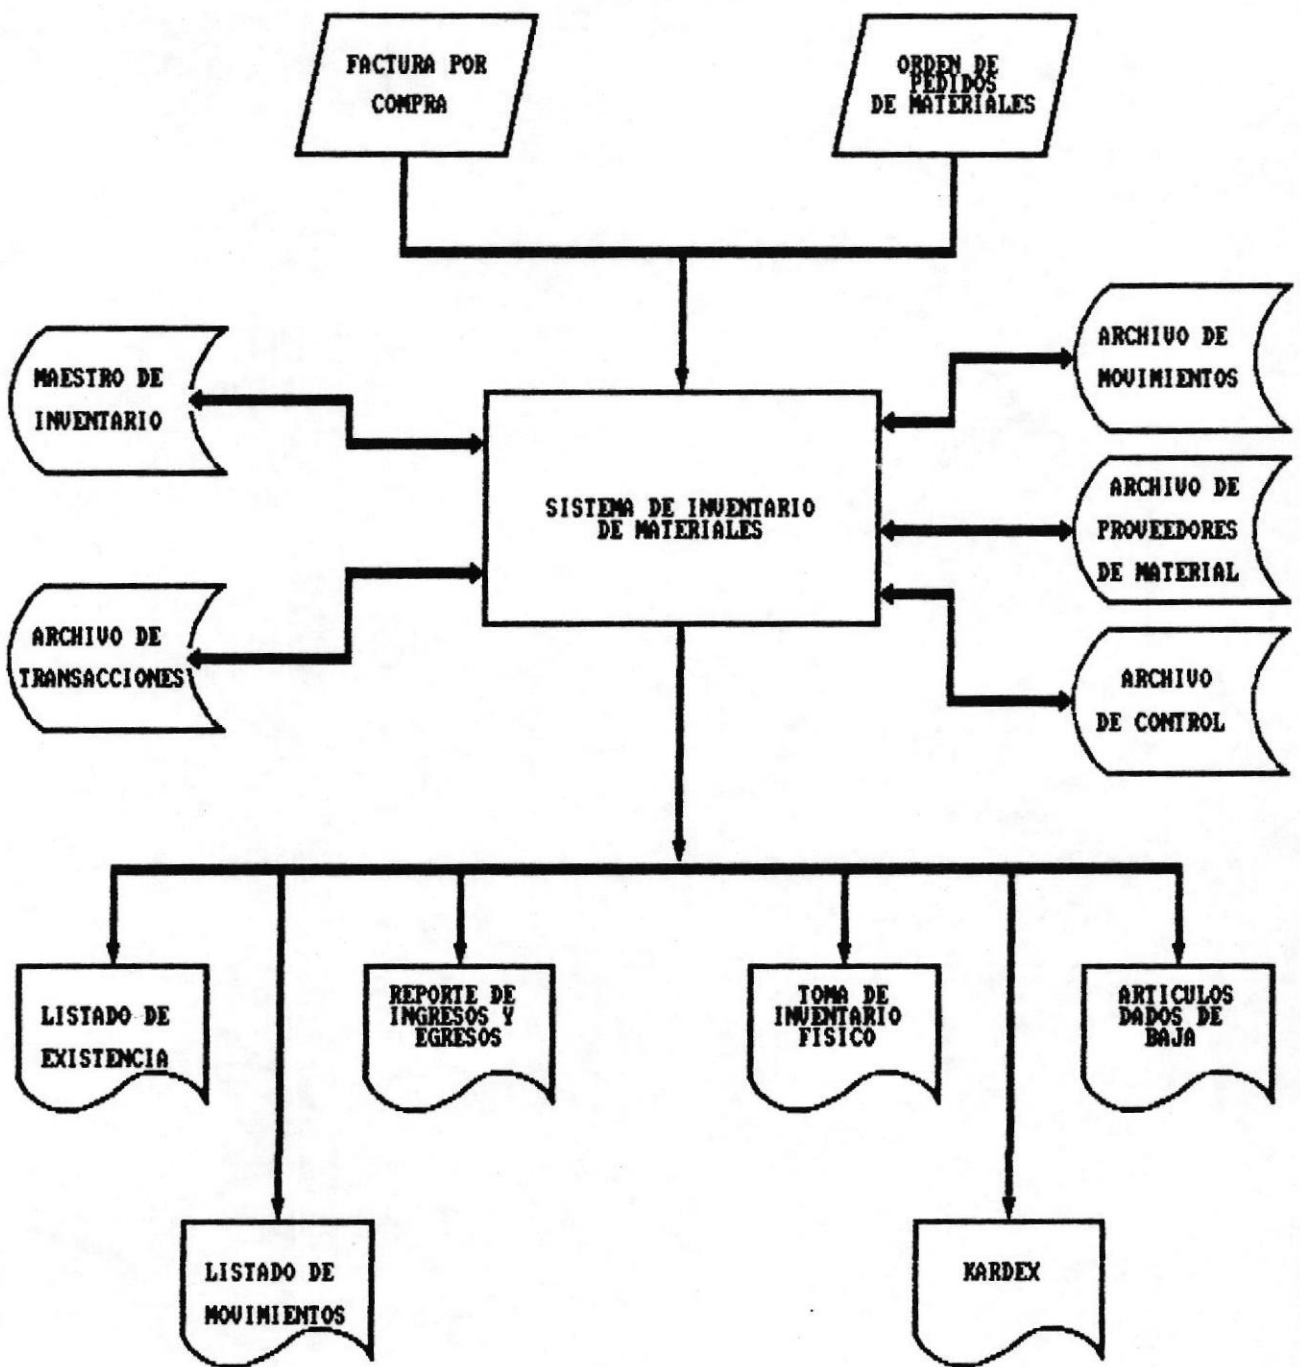 FACTURA POR
COMPRA
ORDEN DE
PEDIDOS
DE MATERIALES
MAESTRO DE
INVENTARIO
ARCHIVO DE
MOVIMIENTOS
SISTEMA DE INVENTARIO
DE MATERIALES
ARCHIVO DE
PROVEEDORES
DE MATERIAL
ARCHIVO DE
TRANSACCIONES
ARCHIVO
DE CONTROL
LISTADO DE
EXISTENCIA
REPORTE DE
INGRESOS Y
EGRESOS
TOMA DE
INVENTARIO
FISICO
ARTICULOS
DADOS DE
BAJA
LISTADO DE
MOVIMIENTOS
KARDEX